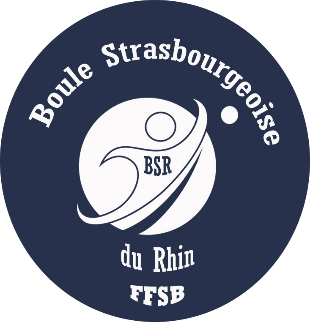 Boule Strasbourgeoise
BSR
du Rhin
FFSB